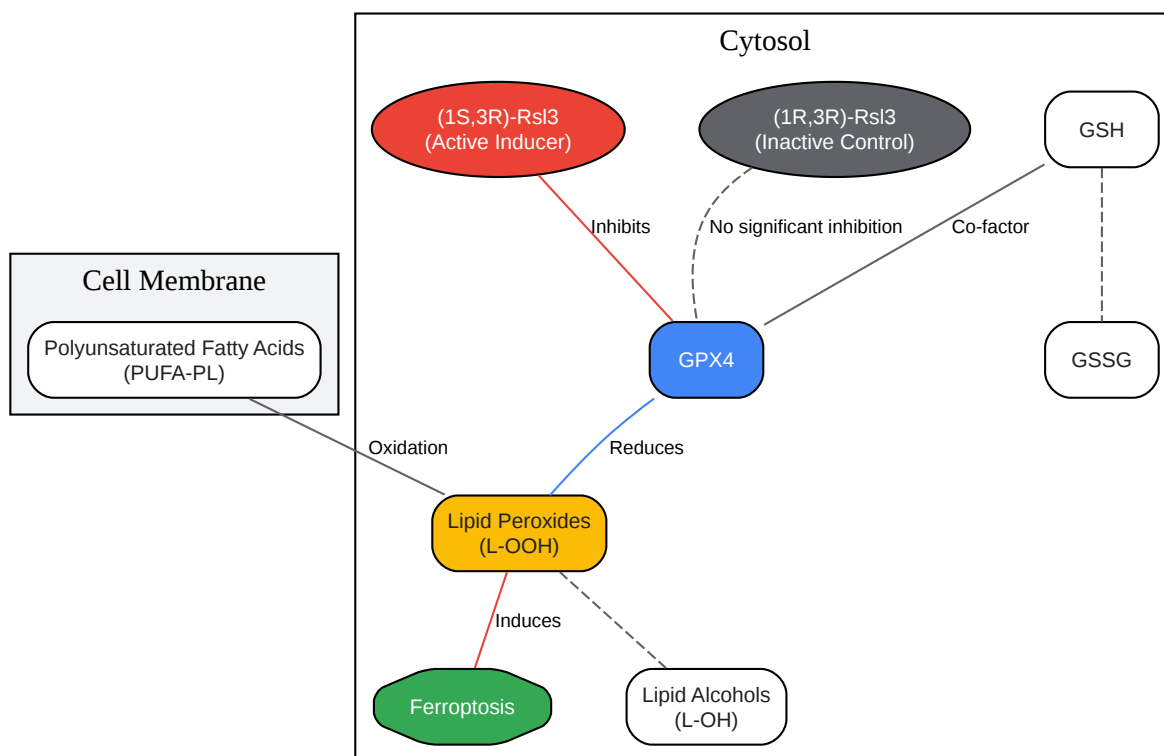 Cytosol
(1S,3R)-Rsl3
(Active Inducer)
(1R,3R)-Rsl3
(Inactive Control)
GSH
Inhibits
No significant inhibition
Co-factor
Cell Membrane
Polyunsaturated Fatty Acids
(PUFA-PL)
GPX4
GSSG
Oxidation
Reduces
Lipid Peroxides
(L-OOH)
Induces
Ferroptosis
Lipid Alcohols
(L-OH)